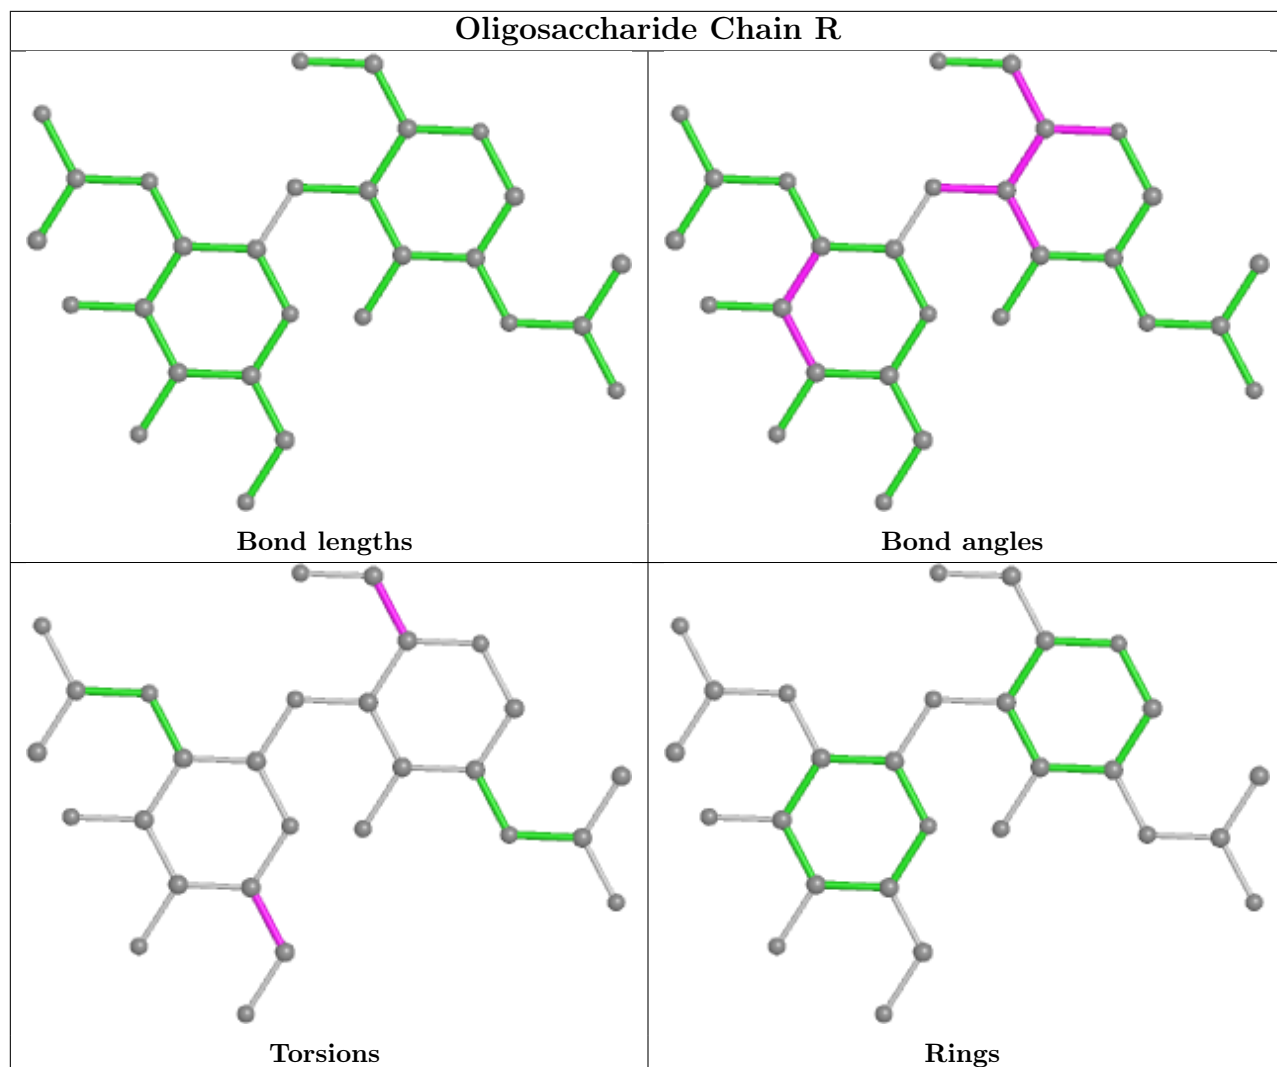 Oligosaccharide Chain R
Bond lengths
Bond angles
Torsions
Rings